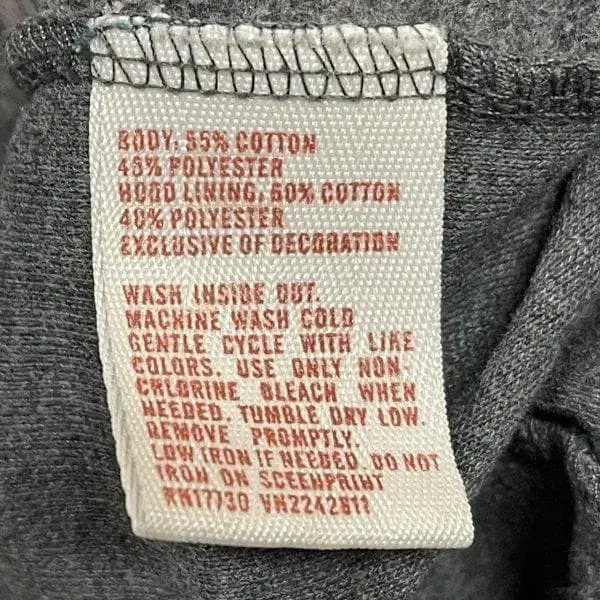 BODY: 55% COTTON
45% POLYESTER
HOOD LINING: 60% COTTON
40% POLYESTER
EXCLUSIVE OF DECORATION
WASH INSIDE OUT.
MACHINE WASH COLD
GENTLE CYCLE WITH LIKE
COLORS. USE ONLY NON-
CHLORINE BLEACH WHEN
NEEDED. TUMBLE DRY LOW.
REMOVE PROMPTLY.
LOW IRON IF NEEDED. DO NOT
IRON ON SCEENPRINT
RN17730 VN2242811